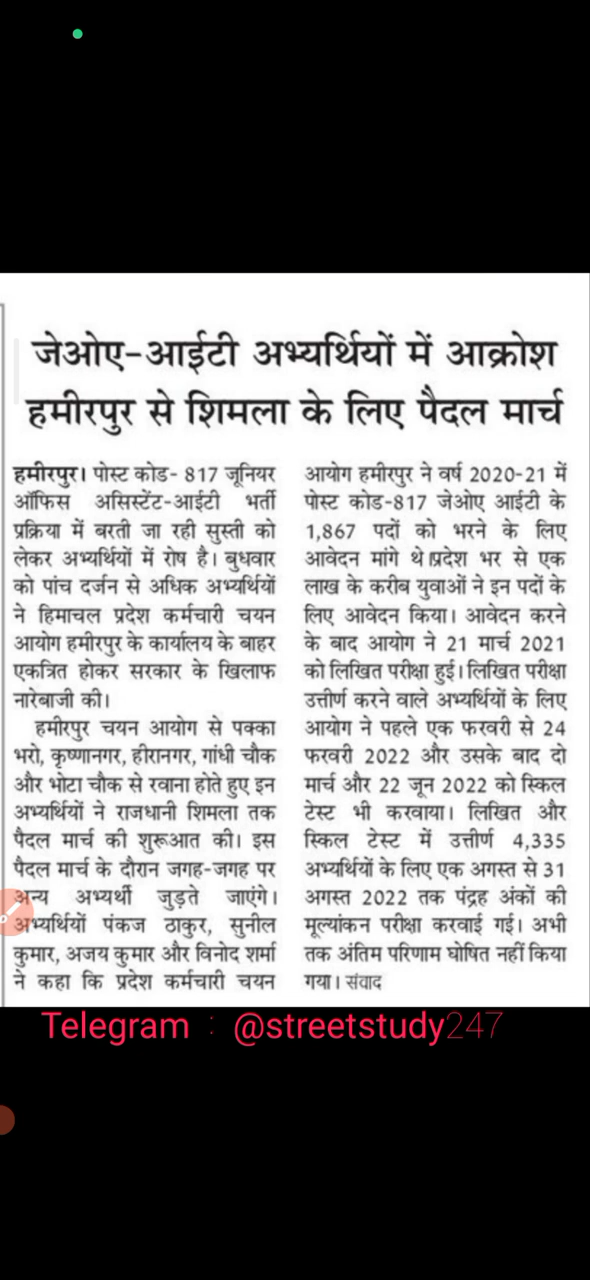 जेओए-आईटी अभ्यर्थियों में आक्रोश
हमीरपुर से शिमला के लिए पैदल मार्च
हमीरपुर। पोस्ट कोड- 817 जूनियर
ऑफिस असिस्टेंट-आईटी भर्ती
प्रक्रिया में बरती जा रही सुस्ती को
लेकर अभ्यर्थियों में रोष है। बुधवार
को पांच दर्जन से अधिक अभ्यर्थियों
ने हिमाचल प्रदेश कर्मचारी चयन
आयोग हमीरपुर के कार्यालय के बाहर
एकत्रित होकर सरकार के खिलाफ
नारेबाजी की।
हमीरपुर चयन आयोग से पक्का
भरो, कृष्णानगर, हीरानगर, गांधी चौक
और भोटा चौक से रवाना होते हुए इन
अभ्यर्थियों ने राजधानी शिमला तक
पैदल मार्च की शुरूआत की। इस
पैदल मार्च के दौरान जगह-जगह पर
अन्य अभ्यर्थी जुड़ते जाएंगे।
अभ्यर्थियों पंकज ठाकुर, सुनील
कुमार, अजय कुमार और विनोद शर्मा
ने कहा कि प्रदेश कर्मचारी चयन
आयोग हमीरपुर ने वर्ष 2020-21 में
पोस्ट कोड-817 जेओए आईटी के
1,867 पदों को भरने के लिए
आवेदन मांगे थे।प्रदेश भर से एक
लाख के करीब युवाओं ने इन पदों के
लिए आवेदन किया। आवेदन करने
के बाद आयोग ने 21 मार्च 2021
को लिखित परीक्षा हुई। लिखित परीक्षा
उत्तीर्ण करने वाले अभ्यर्थियों के लिए
आयोग ने पहले एक फरवरी से 24
फरवरी 2022 और उसके बाद दो
मार्च और 22 जून 2022 को स्किल
टेस्ट भी करवाया। लिखित और
स्किल टेस्ट में उत्तीर्ण 4,335
अभ्यर्थियों के लिए एक अगस्त से 31
अगस्त 2022 तक पंद्रह अंकों की
मूल्यांकन परीक्षा करवाई गई। अभी
तक अंतिम परिणाम घोषित नहीं किया
गया। संवाद
Telegram : @streetstudy247